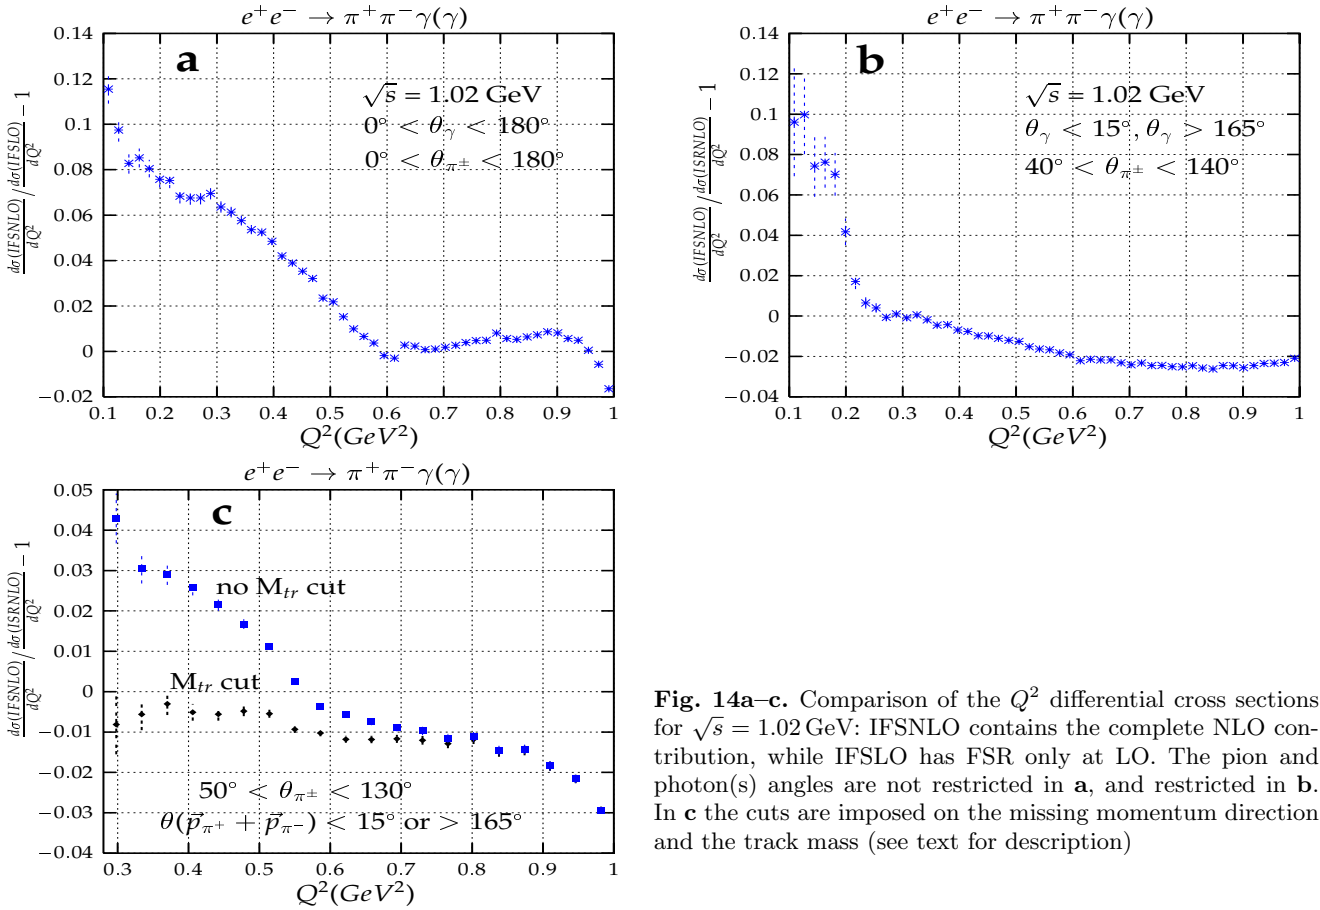 e⁺e⁻ → π⁺π⁻γ(γ)
a
√s = 1.02 GeV
0° < θ_γ < 180°
0° < θ_π± < 180°
dσ(IFSNLO)/dQ² / dσ(IFSLO)/dQ² − 1
0.14
0.12
0.1
0.08
0.06
0.04
0.02
0
−0.02
0.1 0.2 0.3 0.4 0.5 0.6 0.7 0.8 0.9 1
Q²(GeV²)
e⁺e⁻ → π⁺π⁻γ(γ)
b
√s = 1.02 GeV
θ_γ < 15°, θ_γ > 165°
40° < θ_π± < 140°
dσ(IFSNLO)/dQ² / dσ(ISRNLO)/dQ² − 1
0.14
0.12
0.1
0.08
0.06
0.04
0.02
0
−0.02
−0.04
0.1 0.2 0.3 0.4 0.5 0.6 0.7 0.8 0.9 1
Q²(GeV²)
e⁺e⁻ → π⁺π⁻γ(γ)
c
no M_tr cut
M_tr cut
50° < θ_π± < 130°
θ(p⃗_π⁺ + p⃗_π⁻) < 15° or > 165°
dσ(IFSNLO)/dQ² / dσ(ISRNLO)/dQ² − 1
0.05
0.04
0.03
0.02
0.01
0
−0.01
−0.02
−0.03
−0.04
0.3 0.4 0.5 0.6 0.7 0.8 0.9 1
Q²(GeV²)
Fig. 14a–c. Comparison of the Q² differential cross sections
for √s = 1.02 GeV: IFSNLO contains the complete NLO con-
tribution, while IFSLO has FSR only at LO. The pion and
photon(s) angles are not restricted in a, and restricted in b.
In c the cuts are imposed on the missing momentum direction
and the track mass (see text for description)